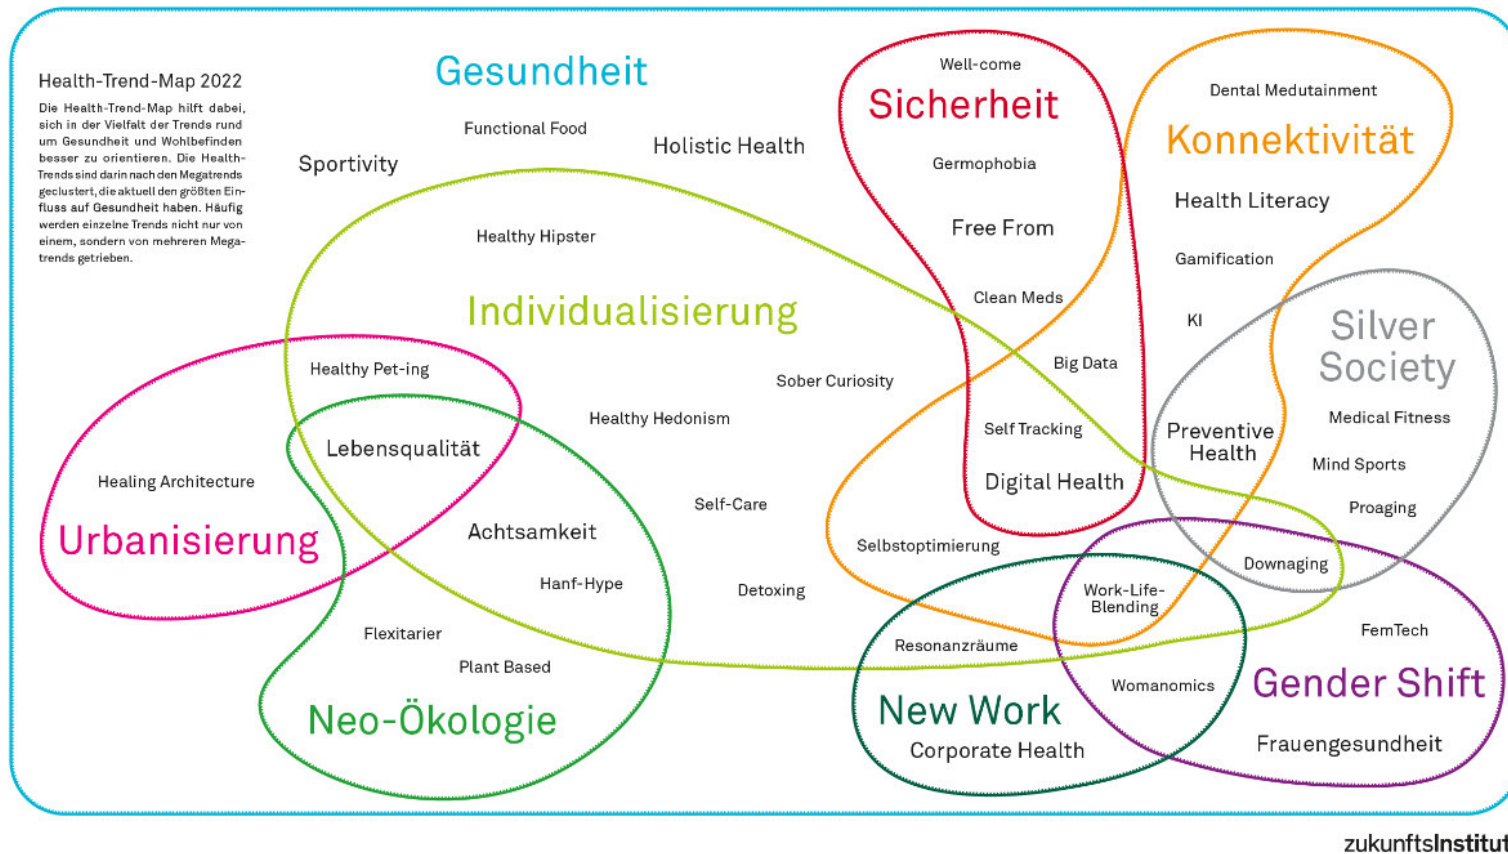 Health-Trend-Map 2022
Die Health-Trend-Map hilft dabei,
sich in der Vielfalt der Trends rund
um Gesundheit und Wohlbefinden
besser zu orientieren. Die Health-
Trends sind darin nach den Megatrends
geclustert, die aktuell den größten Ein-
fluss auf Gesundheit haben. Häufig
werden einzelne Trends nicht nur von
einem, sondern von mehreren Mega-
trends getrieben.
Gesundheit
Functional Food
Sportivity
Holistic Health
Well-come
Sicherheit
Germophobia
Free From
Clean Meds
Big Data
Self Tracking
Digital Health
Dental Medutainment
Konnektivität
Health Literacy
Gamification
KI
Silver
Society
Medical Fitness
Preventive
Health
Mind Sports
Proaging
Downaging
Healthy Hipster
Individualisierung
Sober Curiosity
Healthy Hedonism
Self-Care
Selbstoptimierung
Detoxing
Healthy Pet-ing
Lebensqualität
Healing Architecture
Urbanisierung
Achtsamkeit
Hanf-Hype
Flexitarier
Plant Based
Neo-Ökologie
Work-Life-
Blending
Resonanzräume
Womanomics
New Work
Corporate Health
FemTech
Gender Shift
Frauengesundheit
zukunftsInstitut